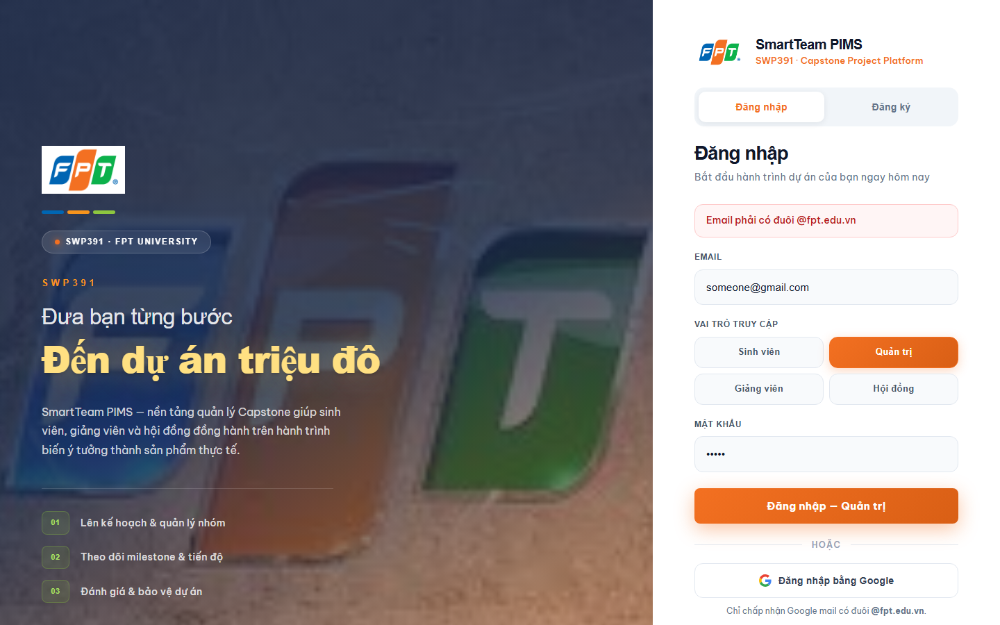 FPT
SWP391 · FPT UNIVERSITY
SWP391
Đưa bạn từng bước
Đến dự án triệu đô
SmartTeam PIMS — nền tảng quản lý Capstone giúp sinh
viên, giảng viên và hội đồng đồng hành trên hành trình
biến ý tưởng thành sản phẩm thực tế.
01 Lên kế hoạch & quản lý nhóm
02 Theo dõi milestone & tiến độ
03 Đánh giá & bảo vệ dự án
FPT
FPT
SmartTeam PIMS
SWP391 · Capstone Project Platform
Đăng nhập Đăng ký
Đăng nhập
Bắt đầu hành trình dự án của bạn ngay hôm nay
Email phải có đuôi @fpt.edu.vn
EMAIL
someone@gmail.com
VAI TRÒ TRUY CẬP
Sinh viên Quản trị
Giảng viên Hội đồng
MẬT KHẨU
•••••
Đăng nhập — Quản trị
HOẶC
Đăng nhập bằng Google
Chỉ chấp nhận Google mail có đuôi @fpt.edu.vn.